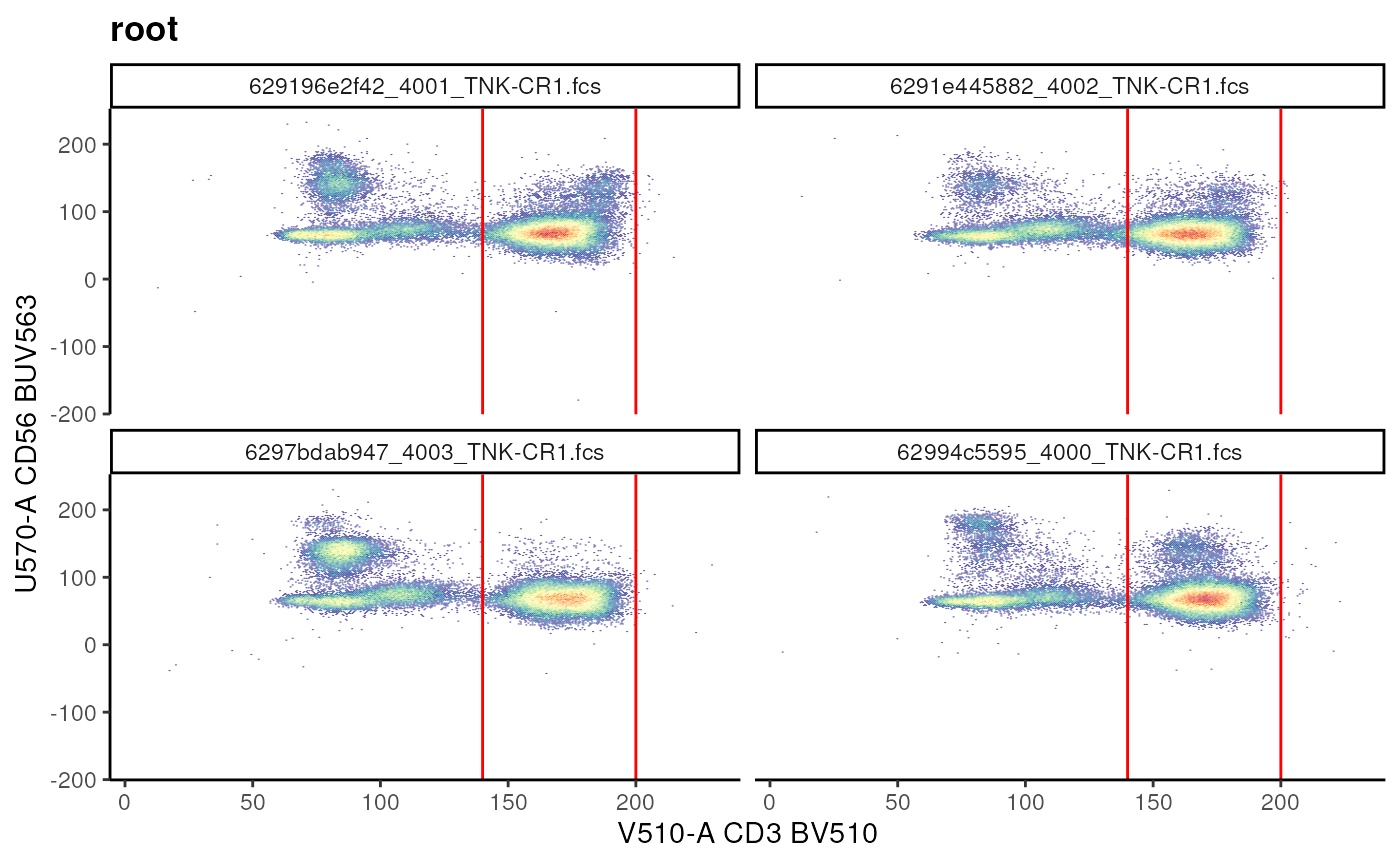 root
629196e2f42_4001_TNK-CR1.fcs
6291e445882_4002_TNK-CR1.fcs
200
100
0
-100
-200
6297bdab947_4003_TNK-CR1.fcs
62994c5595_4000_TNK-CR1.fcs
200
100
0
-100
-200
U570-A CD56 BUV563
0 50 100 150 200
0 50 100 150 200
V510-A CD3 BV510